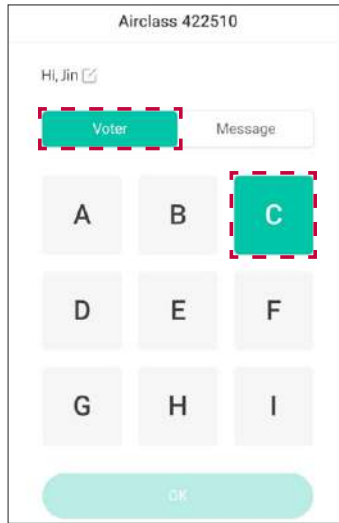 Airclass 422510
Hi, Jin
Voter Message
A B C
D E F
G H I
OK